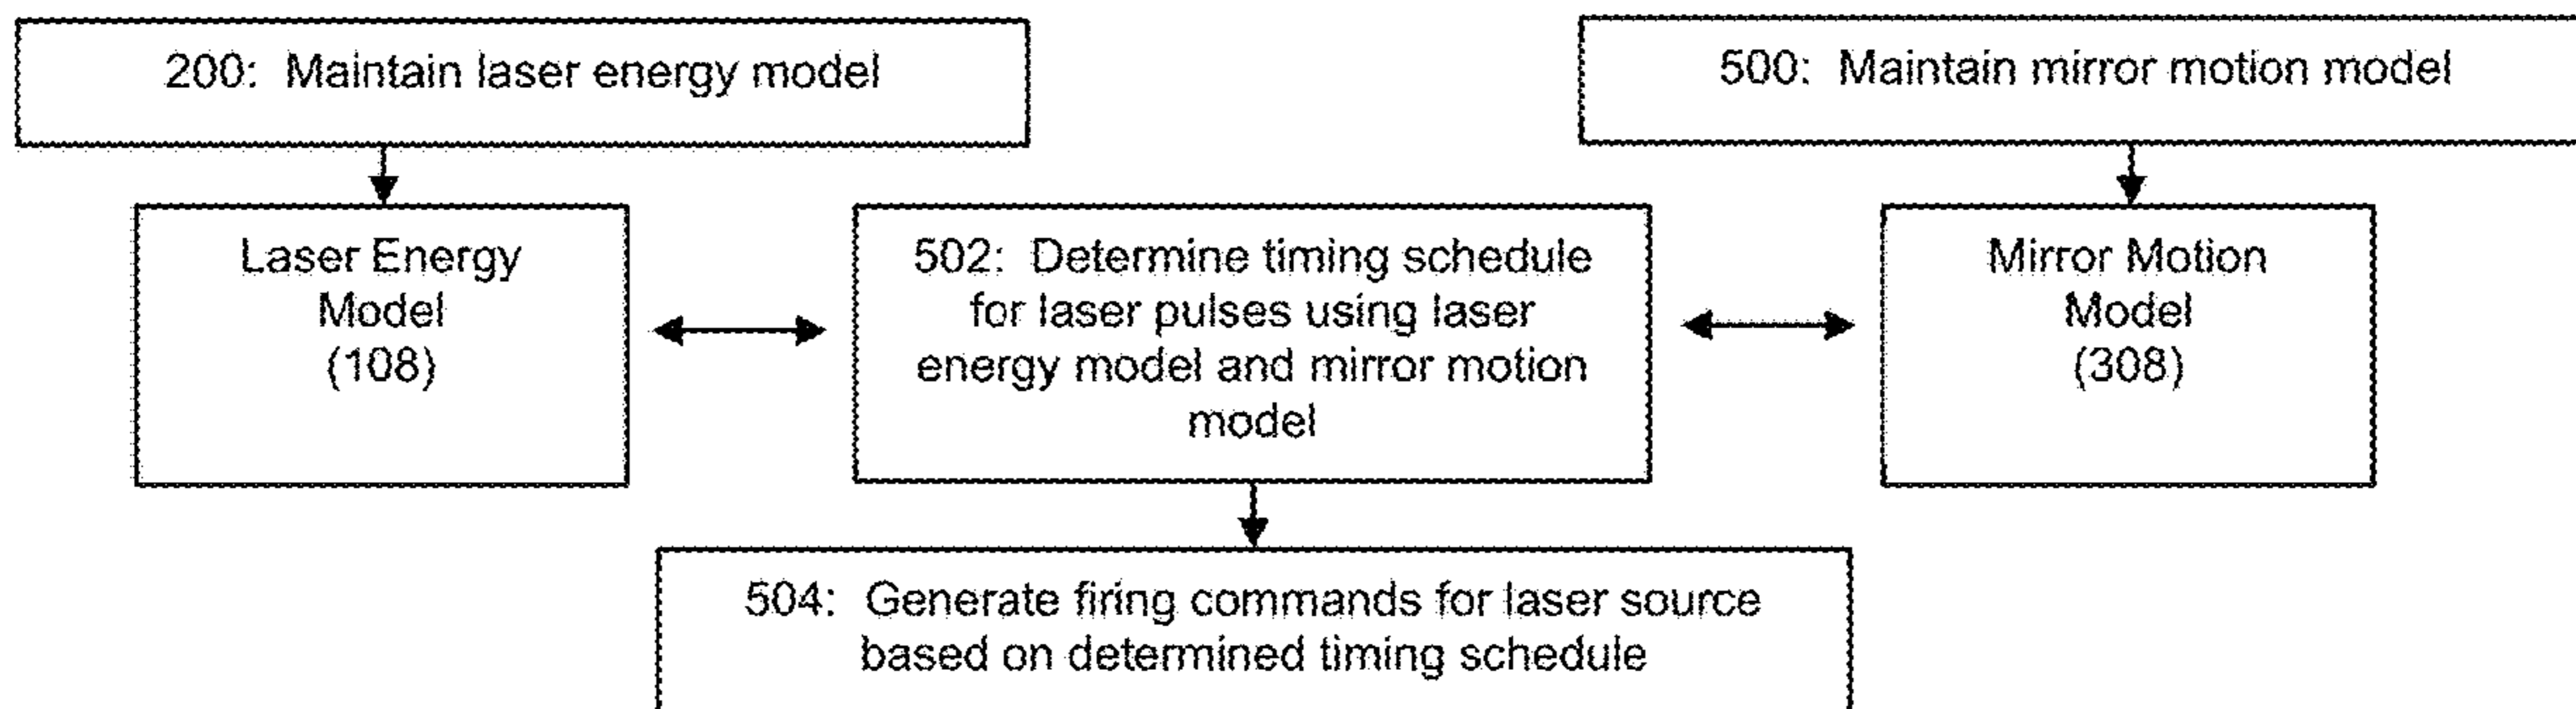 200: Maintain laser energy model
500: Maintain mirror motion model
Laser Energy
Model
(108)
502: Determine timing schedule
for laser pulses using laser
energy model and mirror motion
model
Mirror Motion
Model
(308)
504: Generate firing commands for laser source
based on determined timing schedule